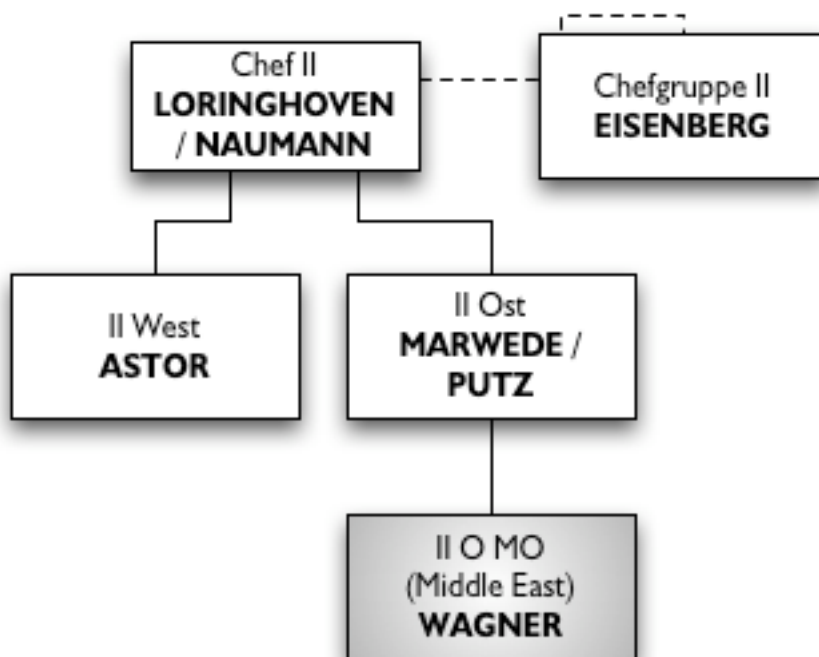 Chef II
LORINGHOVEN
/ NAUMANN
Chefgruppe II
EISENBERG
II West
ASTOR
II Ost
MARWEDE /
PUTZ
II O MO
(Middle East)
WAGNER